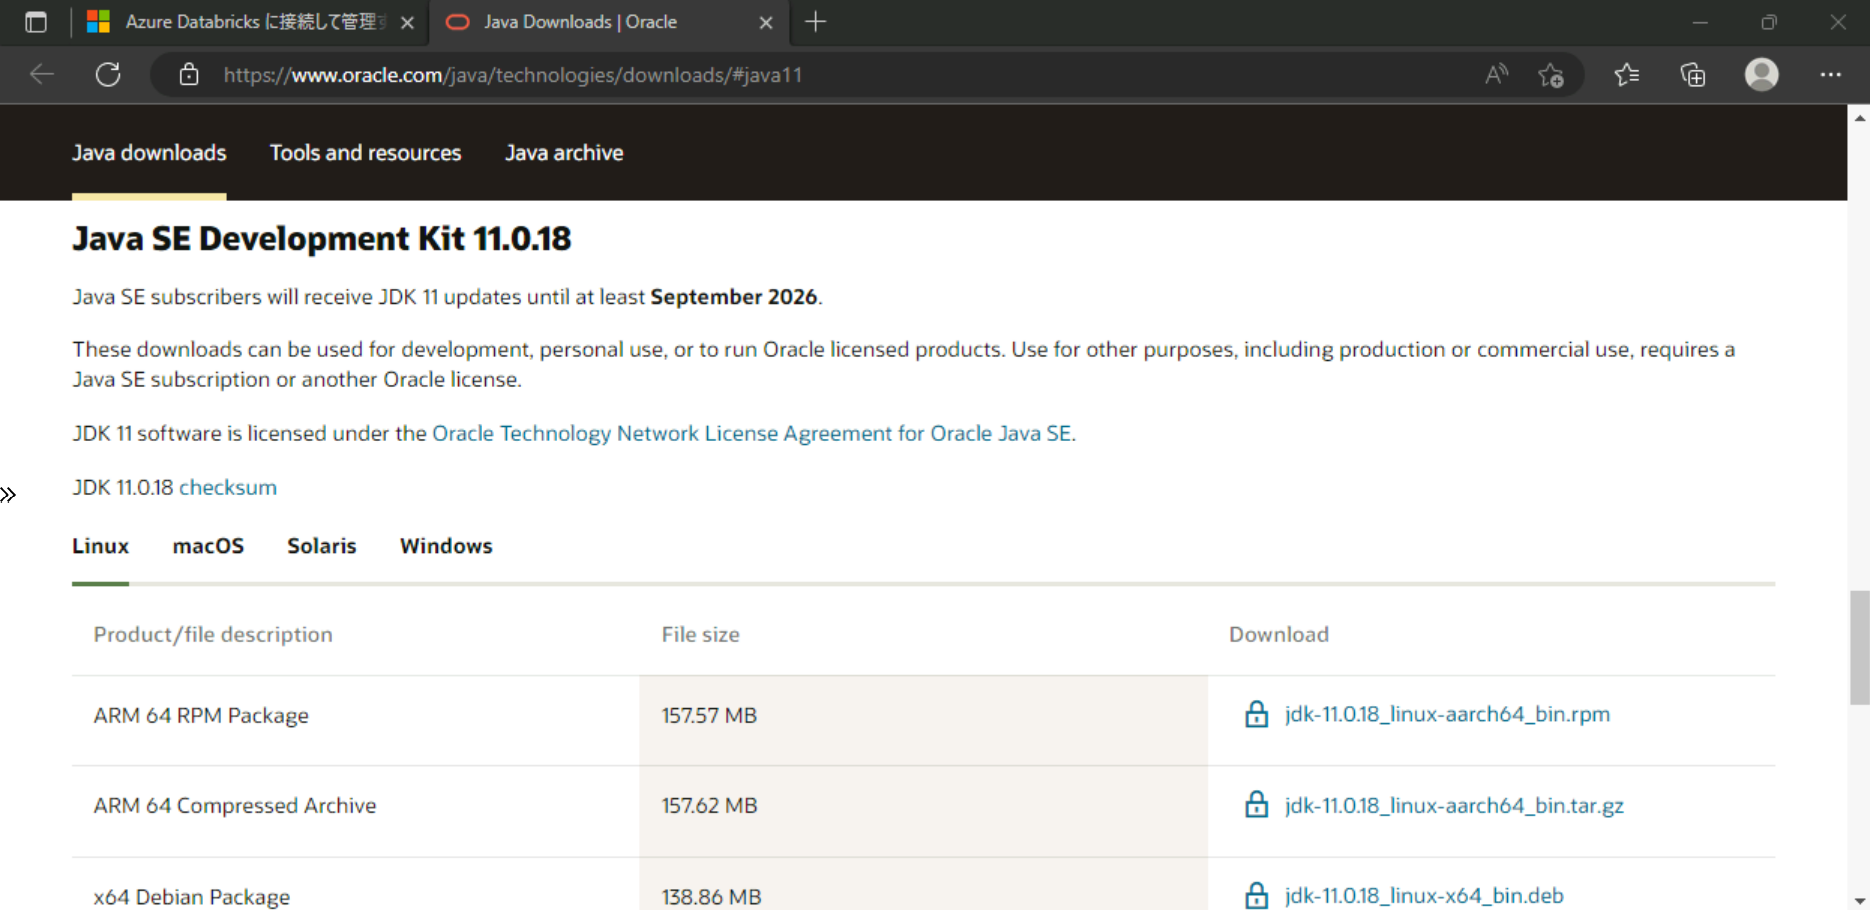 Azure Databricks に接続して管理す
Java Downloads | Oracle
https://www.oracle.com/java/technologies/downloads/#java11
Java downloads
Tools and resources
Java archive
Java SE Development Kit 11.0.18
Java SE subscribers will receive JDK 11 updates until at least September 2026.
These downloads can be used for development, personal use, or to run Oracle licensed products. Use for other purposes, including production or commercial use, requires a
Java SE subscription or another Oracle license.
JDK 11 software is licensed under the Oracle Technology Network License Agreement for Oracle Java SE.
JDK 11.0.18 checksum
Linux macOS Solaris Windows
Product/file description File size Download
ARM 64 RPM Package 157.57 MB jdk-11.0.18_linux-aarch64_bin.rpm
ARM 64 Compressed Archive 157.62 MB jdk-11.0.18_linux-aarch64_bin.tar.gz
x64 Debian Package 138.86 MB jdk-11.0.18_linux-x64_bin.deb